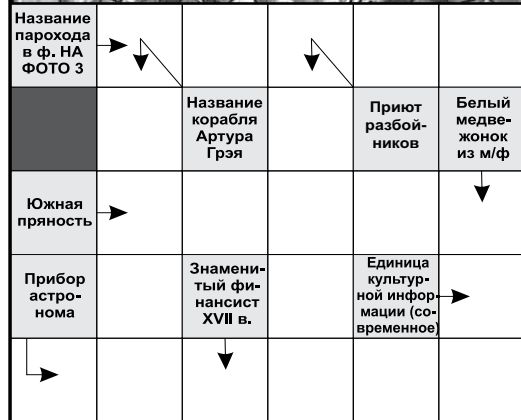 Название
парохода
в ф. НА
ФОТО 3
Название
корабля
Артура
Грэя
Приют
разбой-
ников
Белый
медве-
жонок
из м/ф
Южная
пряность
Прибор
астро-
нома
Знамени-
тый фи-
нансист
XVII в.
Единица
культур-
ной инфор-
мации (со-
временное)